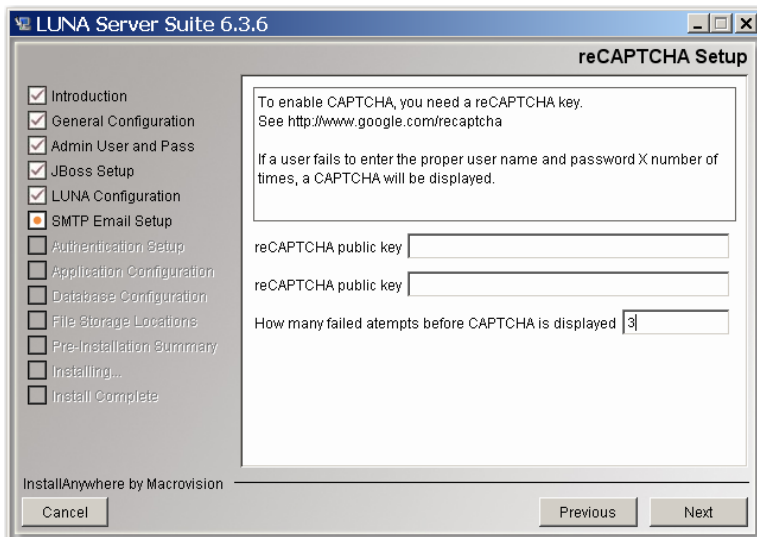 LUNA Server Suite 6.3.6
reCAPTCHA Setup
Introduction
General Configuration
Admin User and Pass
JBoss Setup
LUNA Configuration
SMTP Email Setup
Authentication Setup
Application Configuration
Database Configuration
File Storage Locations
Pre-Installation Summary
Installing...
Install Complete
To enable CAPTCHA, you need a reCAPTCHA key.
See http://www.google.com/recaptcha
If a user fails to enter the proper user name and password X number of
times, a CAPTCHA will be displayed.
reCAPTCHA public key
reCAPTCHA public key
How many failed atempts before CAPTCHA is displayed 3
InstallAnywhere by Macrovision
Cancel
Previous
Next